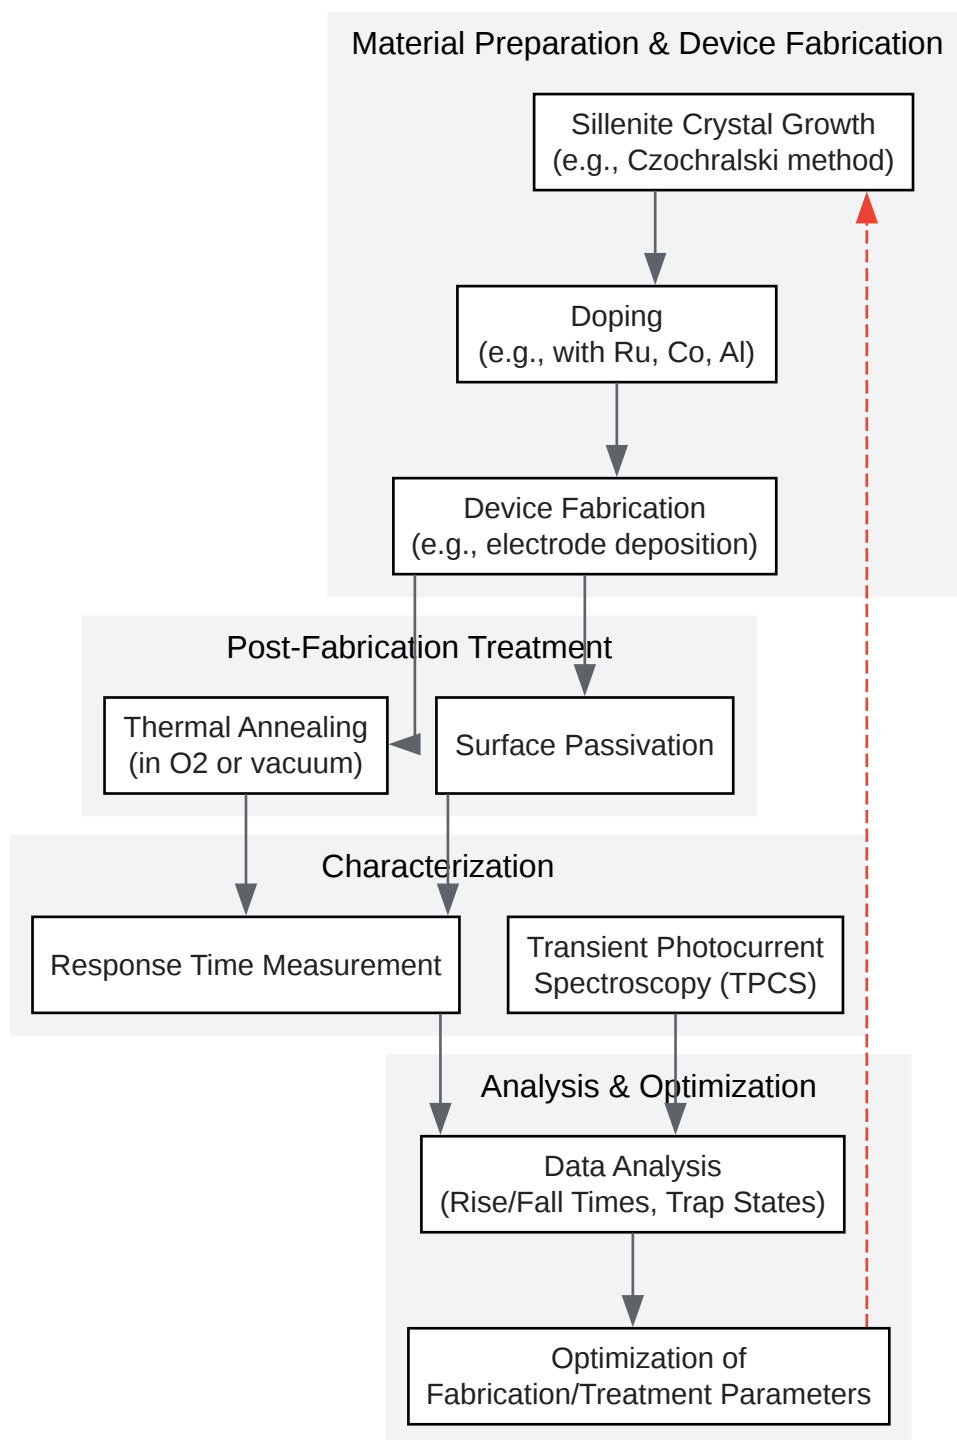 Material Preparation & Device Fabrication
Sillenite Crystal Growth
(e.g., Czochralski method)
Doping
(e.g., with Ru, Co, Al)
Device Fabrication
(e.g., electrode deposition)
Post-Fabrication Treatment
Thermal Annealing
(in O2 or vacuum)
Surface Passivation
Characterization
Response Time Measurement
Transient Photocurrent
Spectroscopy (TPCS)
Analysis & Optimization
Data Analysis
(Rise/Fall Times, Trap States)
Optimization of
Fabrication/Treatment Parameters